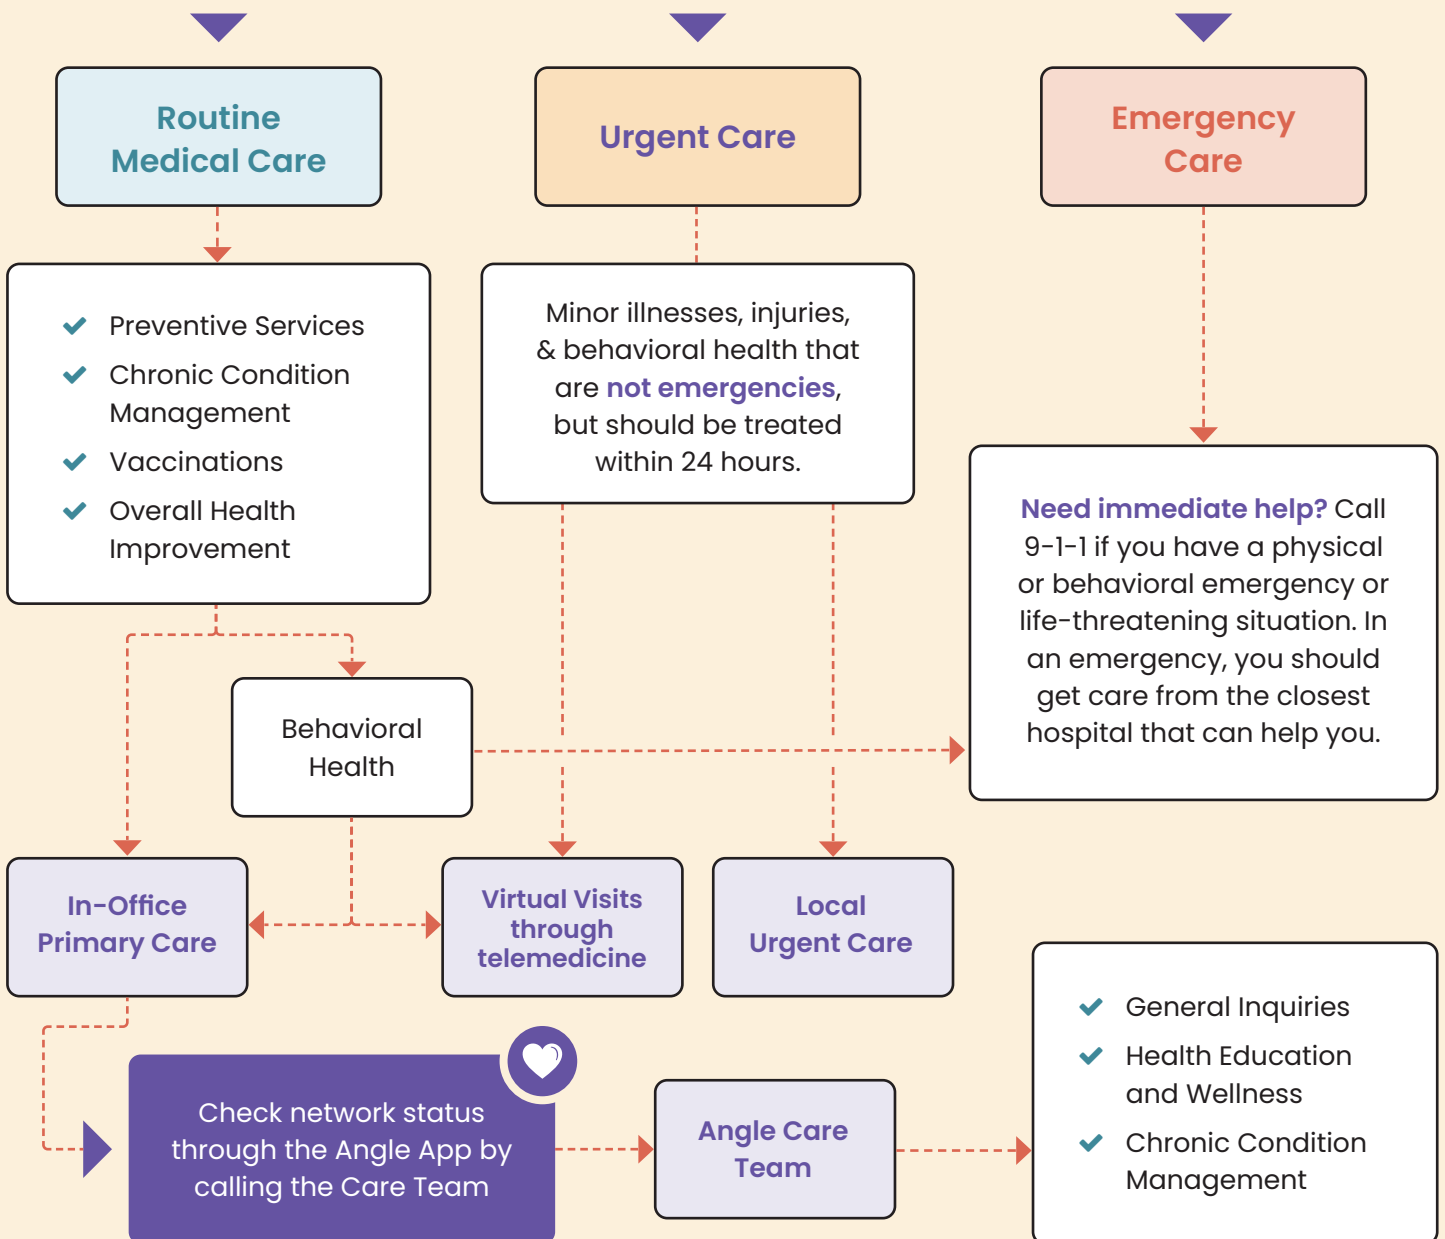 Routine
Medical Care
Urgent Care
Emergency
Care
Preventive Services
Chronic Condition
Management
Vaccinations
Overall Health
Improvement
Minor illnesses, injuries,
& behavioral health that
are not emergencies,
but should be treated
within 24 hours.
Need immediate help? Call
9-1-1 if you have a physical
or behavioral emergency or
life-threatening situation. In
an emergency, you should
get care from the closest
hospital that can help you.
Behavioral
Health
In-Office
Primary Care
Virtual Visits
through
telemedicine
Local
Urgent Care
Check network status
through the Angle App by
calling the Care Team
Angle Care
Team
General Inquiries
Health Education
and Wellness
Chronic Condition
Management